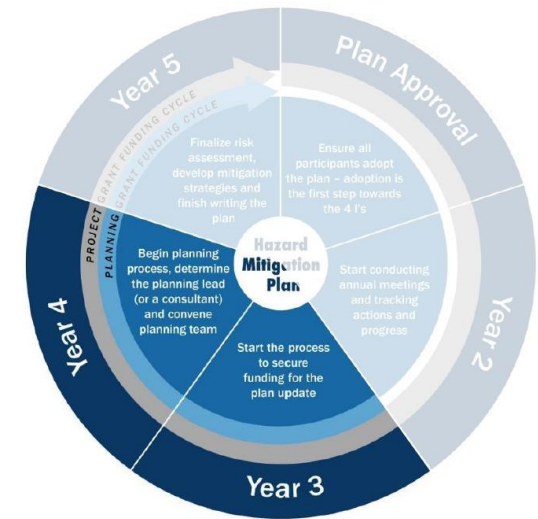 Plan Approval
Ensure all
participants adopt
the plan – adoption is
the first step towards
the 4 I's
Year 2
Start conducting
annual meetings
and tracking
actions and
progress
Year 3
Start the process
to secure
funding for the
plan update
Year 4
Begin planning
process, determine
the planning lead
(or a consultant)
and convene
planning team
Year 5
Finalize risk
assessment,
develop mitigation
strategies and
finish writing the
plan
PROJECT GRANT FUNDING CYCLE
PLANNING GRANT FUNDING CYCLE
Hazard
Mitigation
Plan